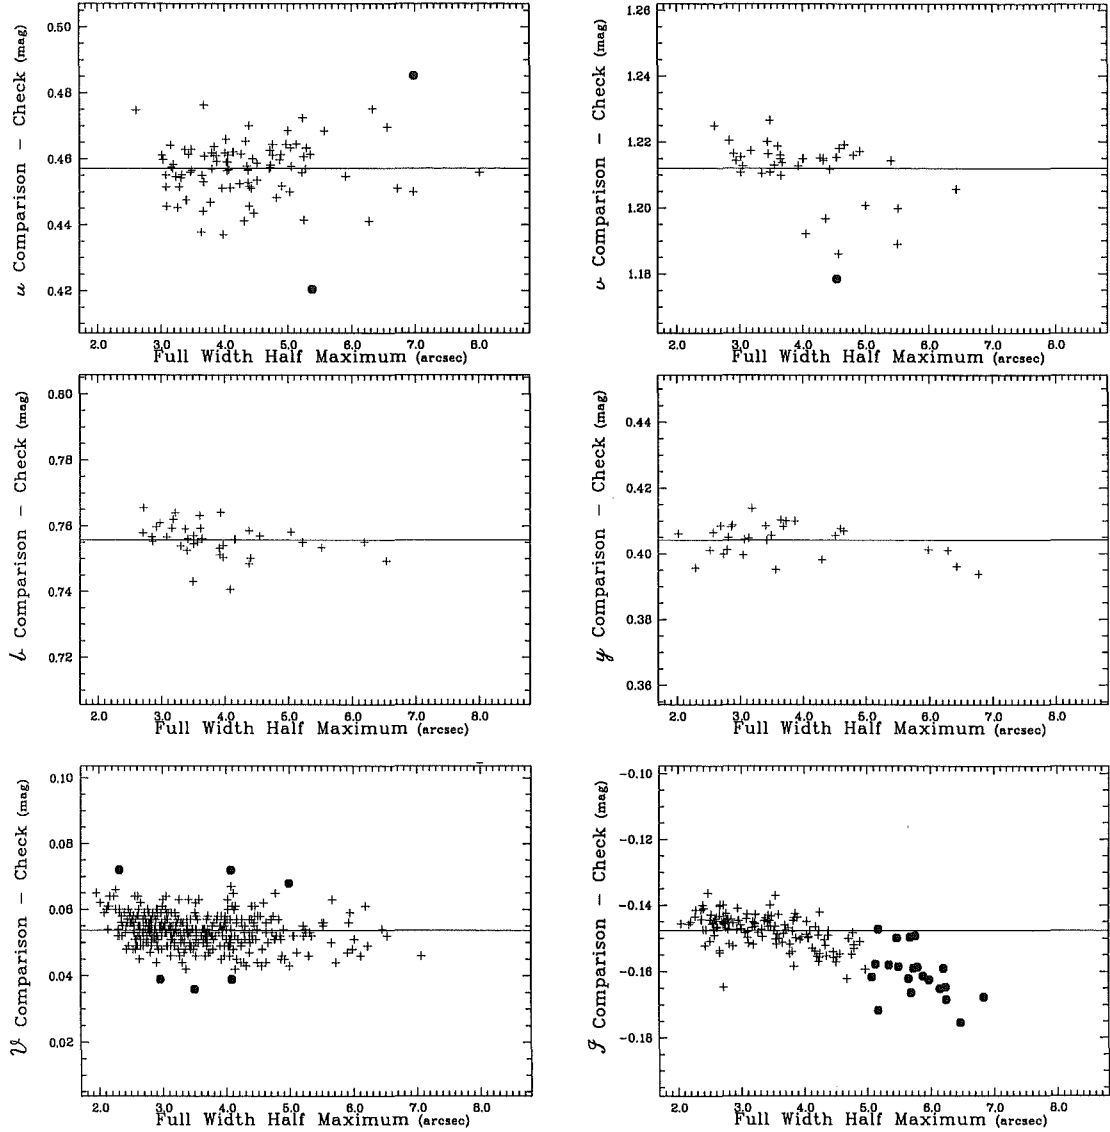 0.50
0.48
0.46
0.44
0.42
u Comparison – Check (mag)
2.0 3.0 4.0 5.0 6.0 7.0 8.0
Full Width Half Maximum (arcsec)
1.26
1.24
1.22
1.20
1.18
v Comparison – Check (mag)
2.0 3.0 4.0 5.0 6.0 7.0 8.0
Full Width Half Maximum (arcsec)
0.80
0.78
0.76
0.74
0.72
b Comparison – Check (mag)
2.0 3.0 4.0 5.0 6.0 7.0 8.0
Full Width Half Maximum (arcsec)
0.44
0.42
0.40
0.38
0.36
y Comparison – Check (mag)
2.0 3.0 4.0 5.0 6.0 7.0 8.0
Full Width Half Maximum (arcsec)
0.10
0.08
0.06
0.04
0.02
V Comparison – Check (mag)
2.0 3.0 4.0 5.0 6.0 7.0 8.0
Full Width Half Maximum (arcsec)
−0.10
−0.12
−0.14
−0.16
−0.18
I Comparison – Check (mag)
2.0 3.0 4.0 5.0 6.0 7.0 8.0
Full Width Half Maximum (arcsec)